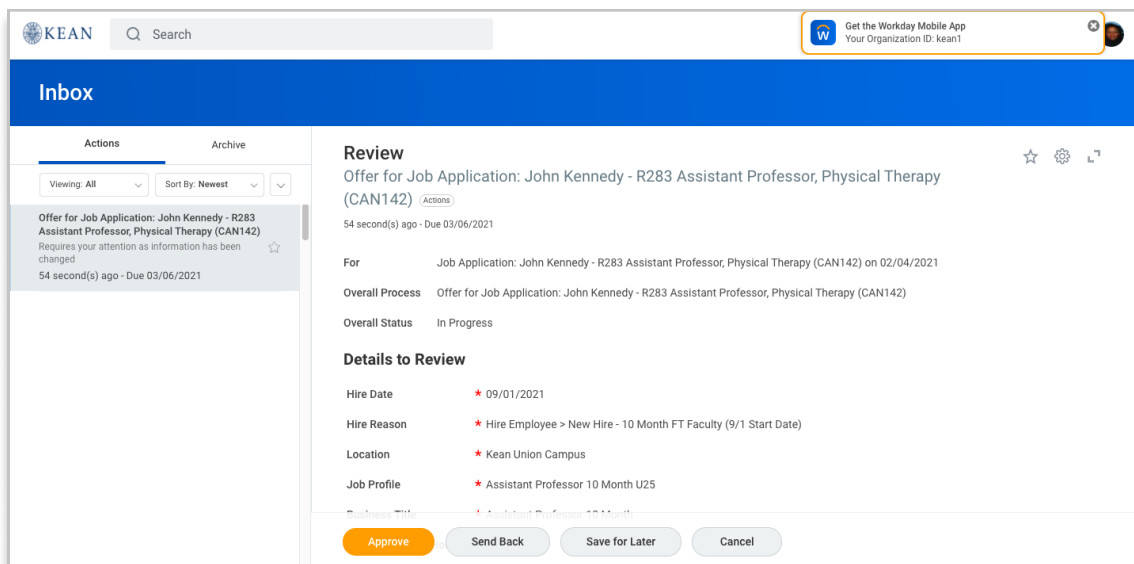 KEAN
Search
Get the Workday Mobile App
Your Organization ID: kean1
Inbox
Actions
Archive
Viewing: All
Sort By: Newest
Offer for Job Application: John Kennedy - R283
Assistant Professor, Physical Therapy (CAN142)
Requires your attention as information has been
changed
54 second(s) ago - Due 03/06/2021
Review
Offer for Job Application: John Kennedy - R283 Assistant Professor, Physical Therapy
(CAN142) Actions
54 second(s) ago - Due 03/06/2021
For Job Application: John Kennedy - R283 Assistant Professor, Physical Therapy (CAN142) on 02/04/2021
Overall Process Offer for Job Application: John Kennedy - R283 Assistant Professor, Physical Therapy (CAN142)
Overall Status In Progress
Details to Review
Hire Date * 09/01/2021
Hire Reason * Hire Employee > New Hire - 10 Month FT Faculty (9/1 Start Date)
Location * Kean Union Campus
Job Profile * Assistant Professor 10 Month U25
Business Title * Assistant Professor 10 Month
Approve Send Back Save for Later Cancel